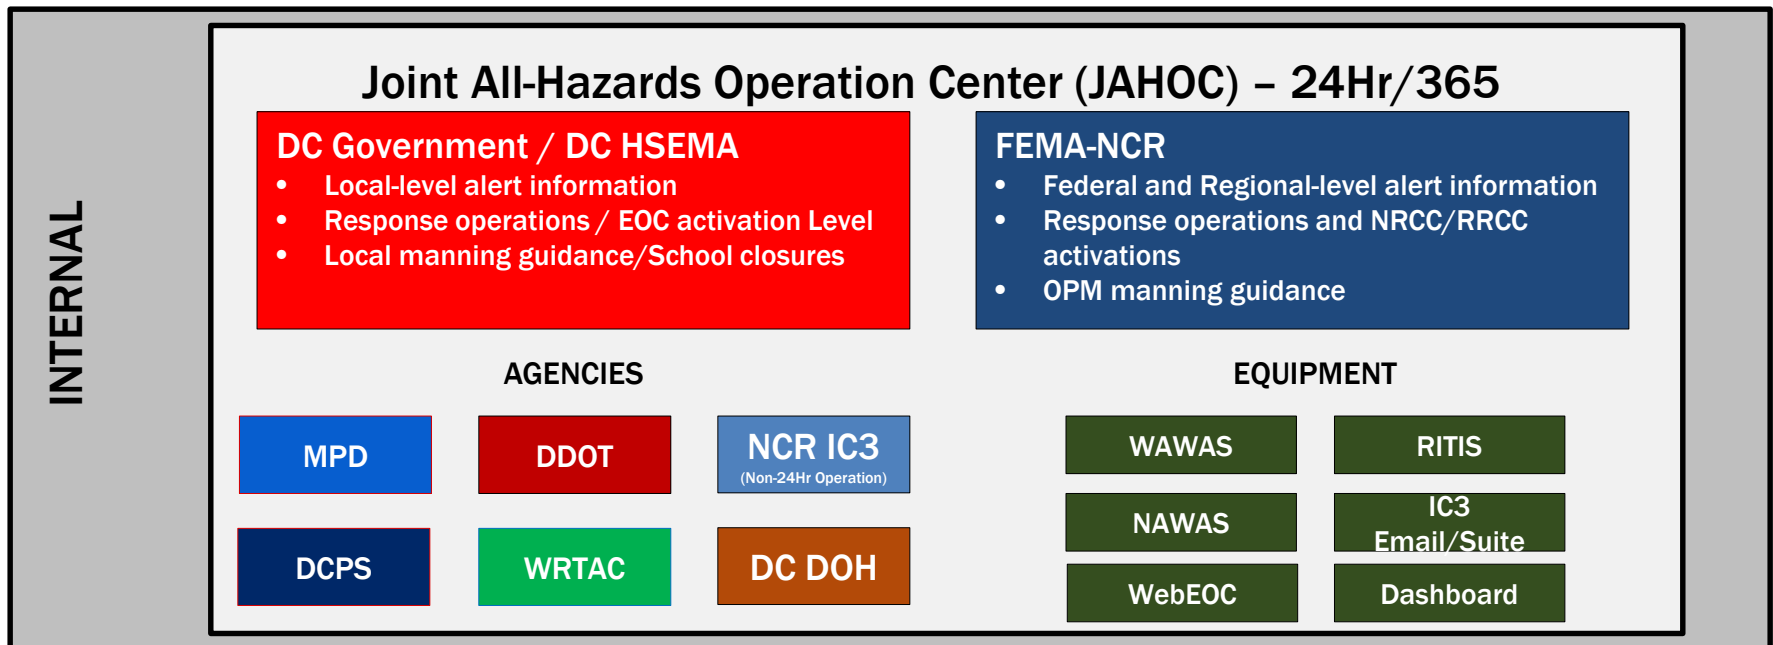 INTERNAL
Joint All-Hazards Operation Center (JAHOC) – 24Hr/365
DC Government / DC HSEMA
• Local-level alert information
• Response operations / EOC activation Level
• Local manning guidance/School closures
FEMA-NCR
• Federal and Regional-level alert information
• Response operations and NRCC/RRCC
activations
• OPM manning guidance
AGENCIES
MPD
DDOT
NCR IC3
(Non-24Hr Operation)
DCPS
WRTAC
DC DOH
EQUIPMENT
WAWAS
RITIS
NAWAS
IC3
Email/Suite
WebEOC
Dashboard